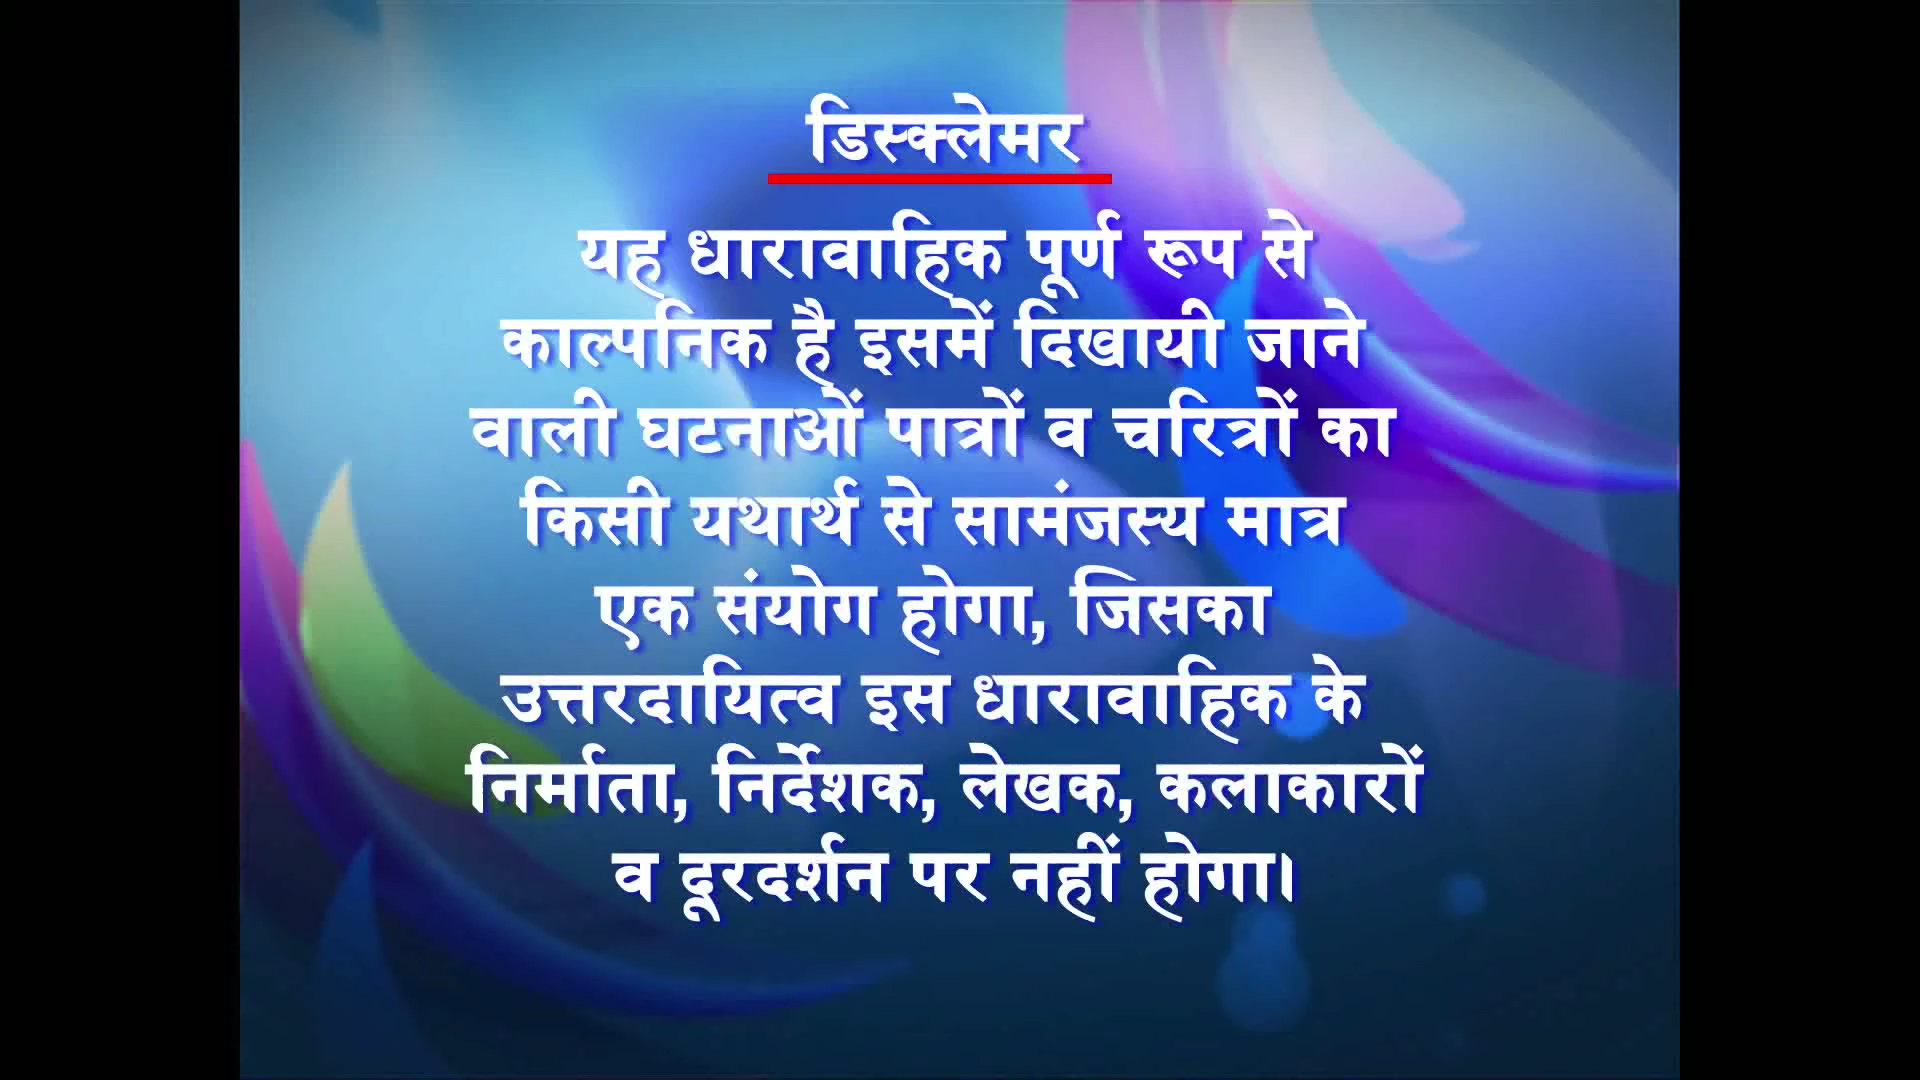 डिस्क्लेमर
यह धारावाहिक पूर्ण रूप से
काल्पनिक है इसमें दिखायी जाने
वाली घटनाओं पात्रों व चरित्रों का
किसी यथार्थ से सामंजस्य मात्र
एक संयोग होगा, जिसका
उत्तरदायित्व इस धारावाहिक के
निर्माता, निर्देशक, लेखक, कलाकारों
व दूरदर्शन पर नहीं होगा।